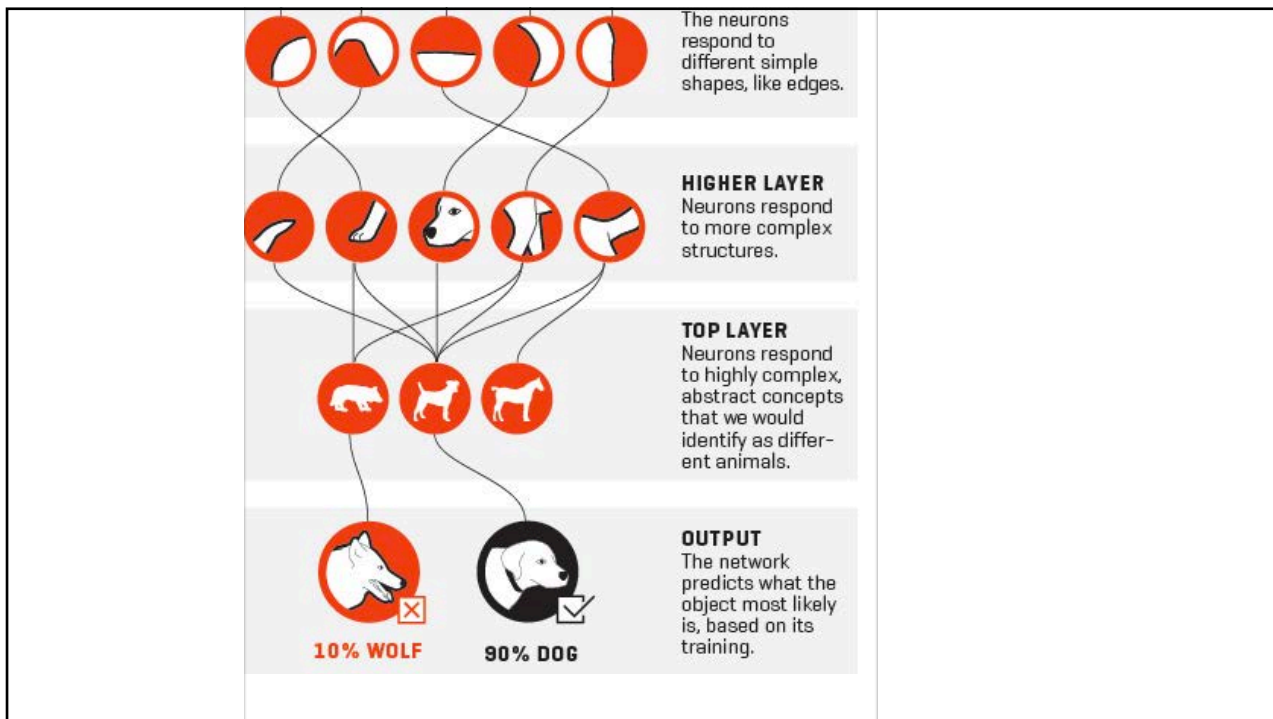 The neurons
respond to
different simple
shapes, like edges.
HIGHER LAYER
Neurons respond
to more complex
structures.
TOP LAYER
Neurons respond
to highly complex,
abstract concepts
that we would
identify as differ-
ent animals.
OUTPUT
The network
predicts what the
object most likely
is, based on its
training.
10% WOLF
90% DOG